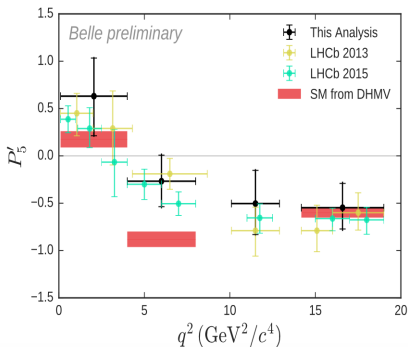 Belle preliminary
This Analysis
LHCb 2013
LHCb 2015
SM from DHMV
P′₅
1.5
1.0
0.5
0.0
−0.5
−1.0
−1.5
0 5 10 15 20
q² (GeV²/c⁴)